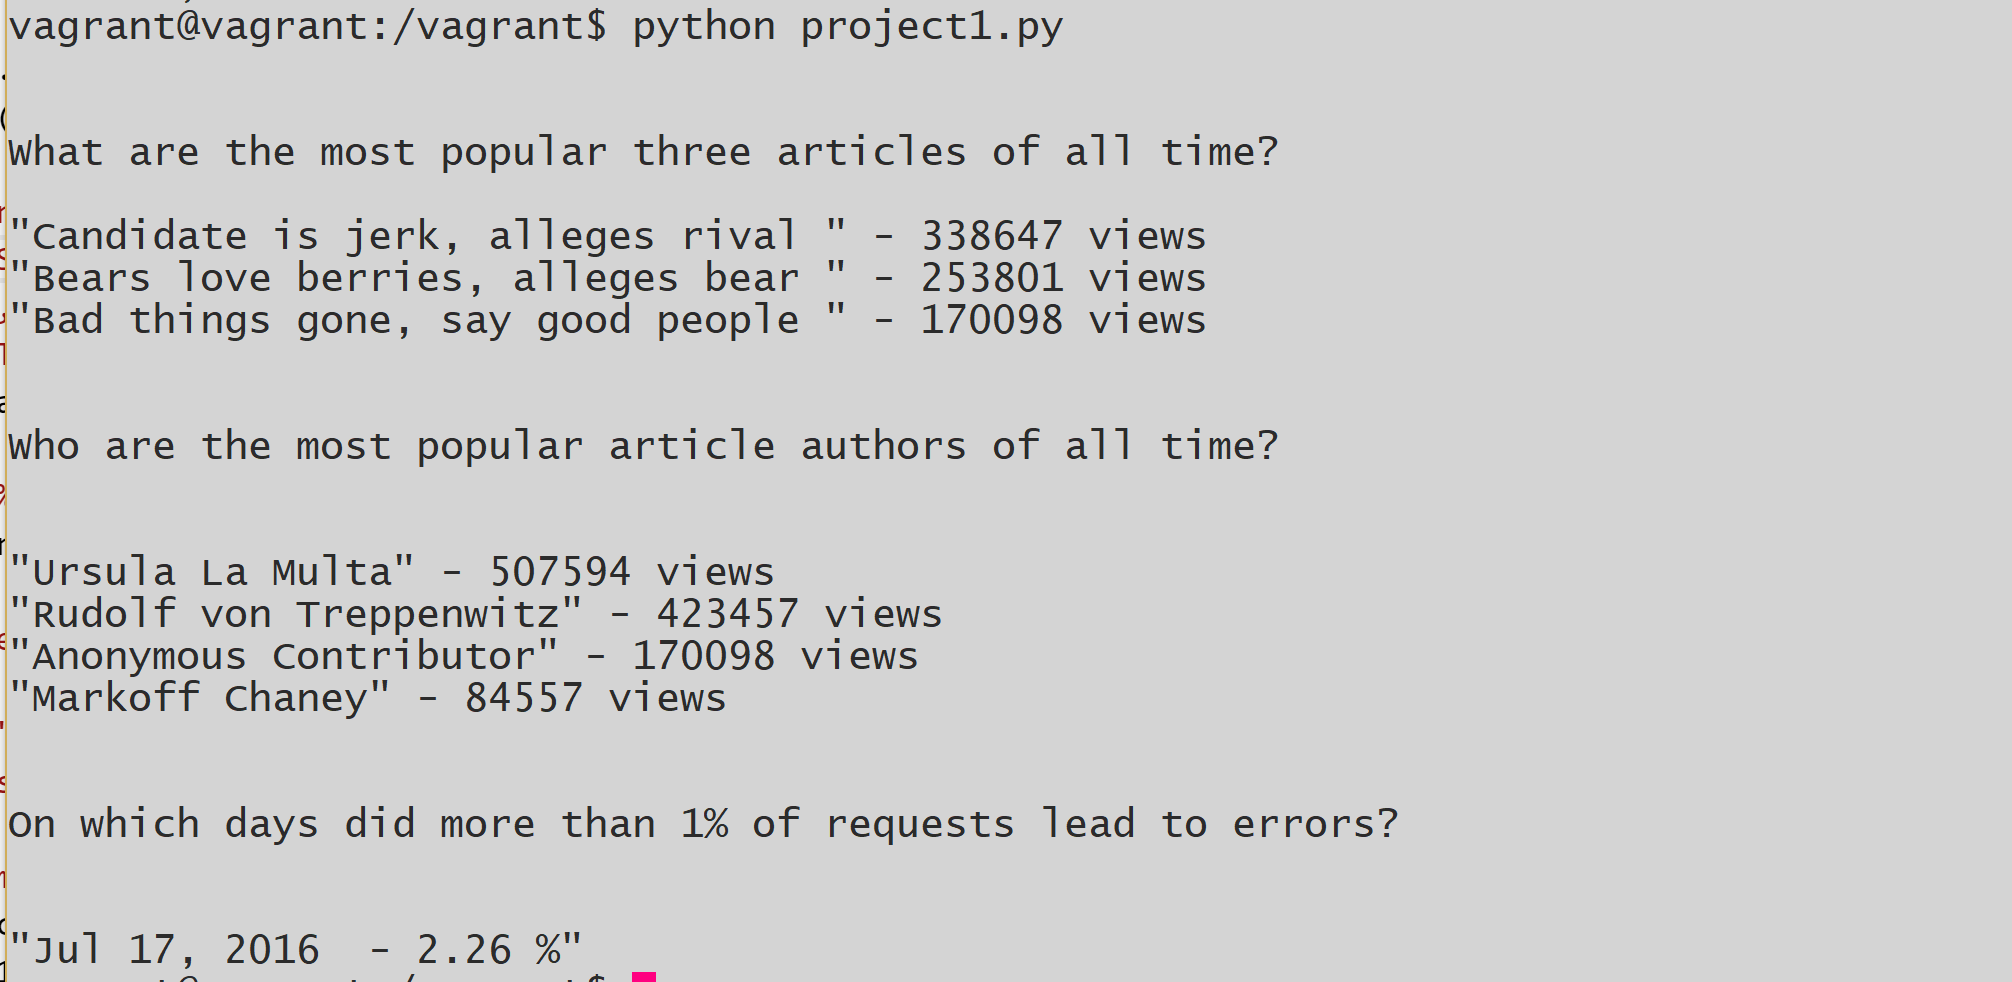 vagrant@vagrant:/vagrant$ python project1.py
What are the most popular three articles of all time?
"Candidate is jerk, alleges rival " - 338647 views
"Bears love berries, alleges bear " - 253801 views
"Bad things gone, say good people " - 170098 views
Who are the most popular article authors of all time?
"Ursula La Multa" - 507594 views
"Rudolf von Treppenwitz" - 423457 views
"Anonymous Contributor" - 170098 views
"Markoff Chaney" - 84557 views
On which days did more than 1% of requests lead to errors?
"Jul 17, 2016  - 2.26 %"